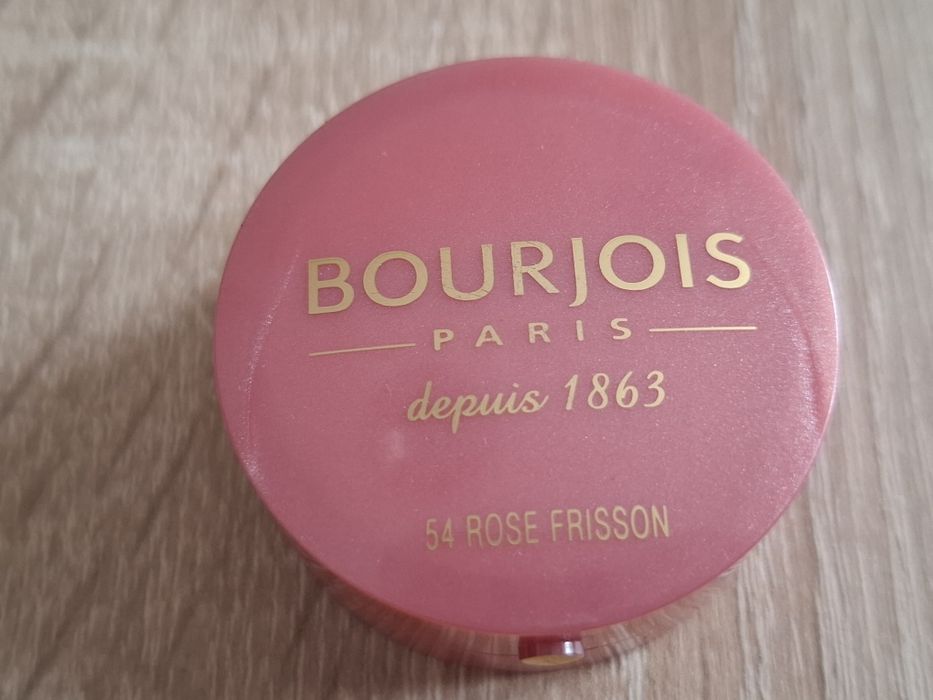 BOURJOIS
PARIS
depuis 1863
54 ROSE FRISSON